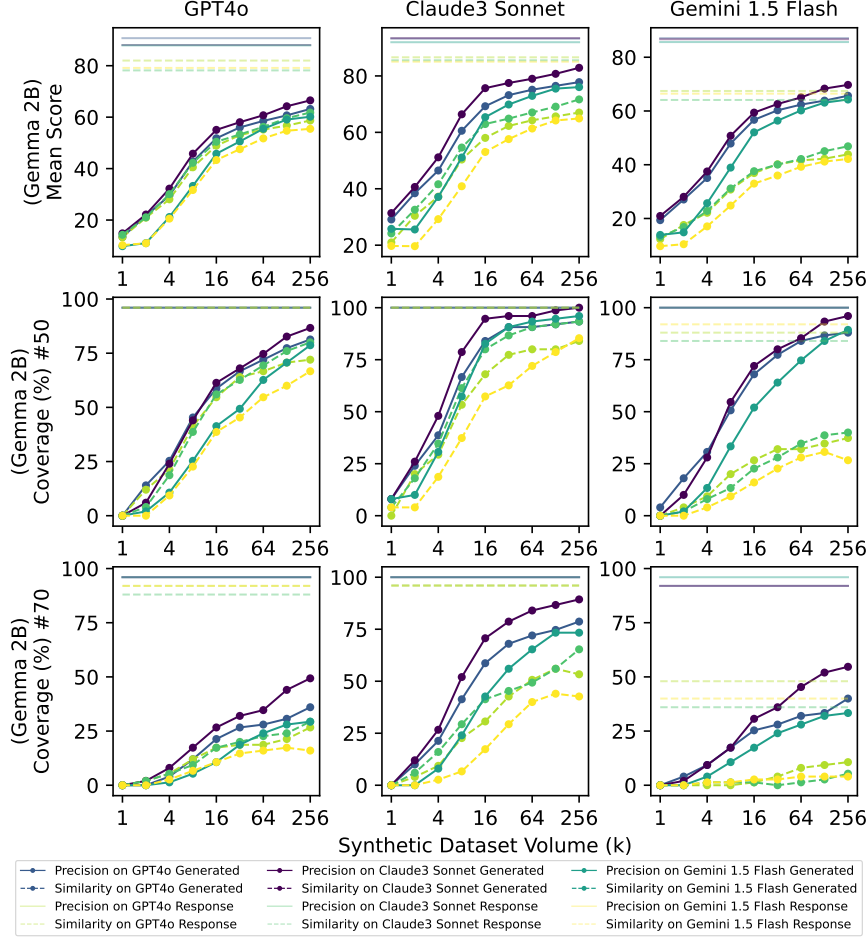 GPT4o Claude3 Sonnet Gemini 1.5 Flash
(Gemma 2B)
Mean Score
80 60 40 20
80 60 40 20
80 60 40 20
1 4 16 64 256
1 4 16 64 256
1 4 16 64 256
(Gemma 2B)
Coverage (%) #50
100 75 50 25 0
100 75 50 25 0
100 75 50 25 0
1 4 16 64 256
1 4 16 64 256
1 4 16 64 256
(Gemma 2B)
Coverage (%) #70
100 75 50 25 0
100 75 50 25 0
100 75 50 25 0
1 4 16 64 256
1 4 16 64 256
1 4 16 64 256
Synthetic Dataset Volume (k)
Precision on GPT4o Generated Precision on Claude3 Sonnet Generated Precision on Gemini 1.5 Flash Generated
Similarity on GPT4o Generated Similarity on Claude3 Sonnet Generated Similarity on Gemini 1.5 Flash Generated
Precision on GPT4o Response Precision on Claude3 Sonnet Response Precision on Gemini 1.5 Flash Response
Similarity on GPT4o Response Similarity on Claude3 Sonnet Response Similarity on Gemini 1.5 Flash Response